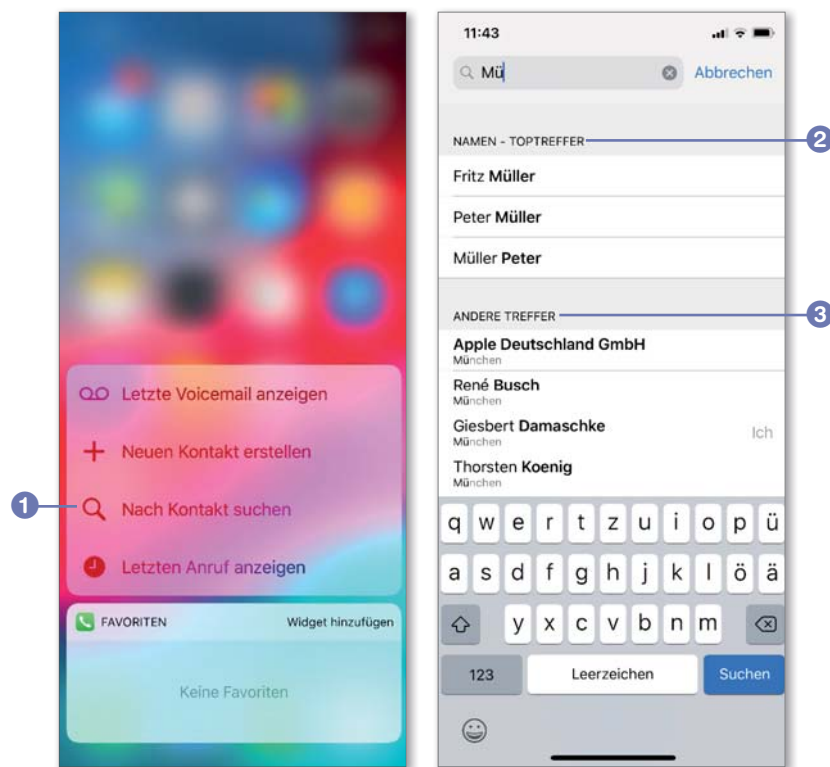 Letzte Voicemail anzeigen
Neuen Kontakt erstellen
1
Nach Kontakt suchen
Letzten Anruf anzeigen
FAVORITEN Widget hinzufügen
Keine Favoriten
11:43
Mü Abbrechen
NAMEN - TOPTREFFER
2
Fritz Müller
Peter Müller
Müller Peter
ANDERE TREFFER
3
Apple Deutschland GmbH
München
René Busch
München
Giesbert Damaschke
München
Ich
Thorsten Koenig
München
q w e r t z u i o p ü
a s d f g h j k l ö ä
y x c v b n m
123 Leerzeichen Suchen